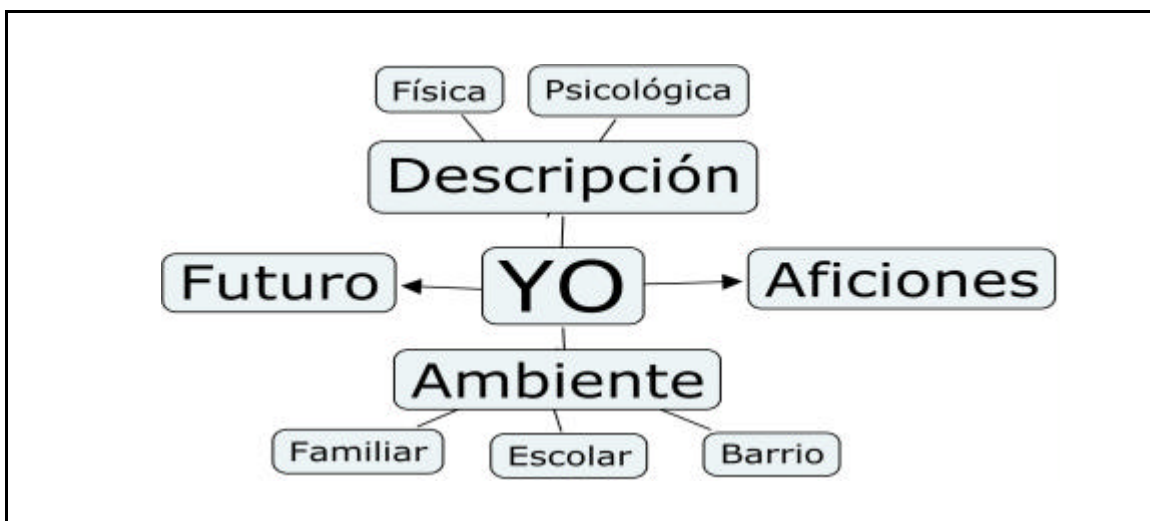 Física Psicológica
Descripción
Futuro YO Aficiones
Ambiente
Familiar Escolar Barrio